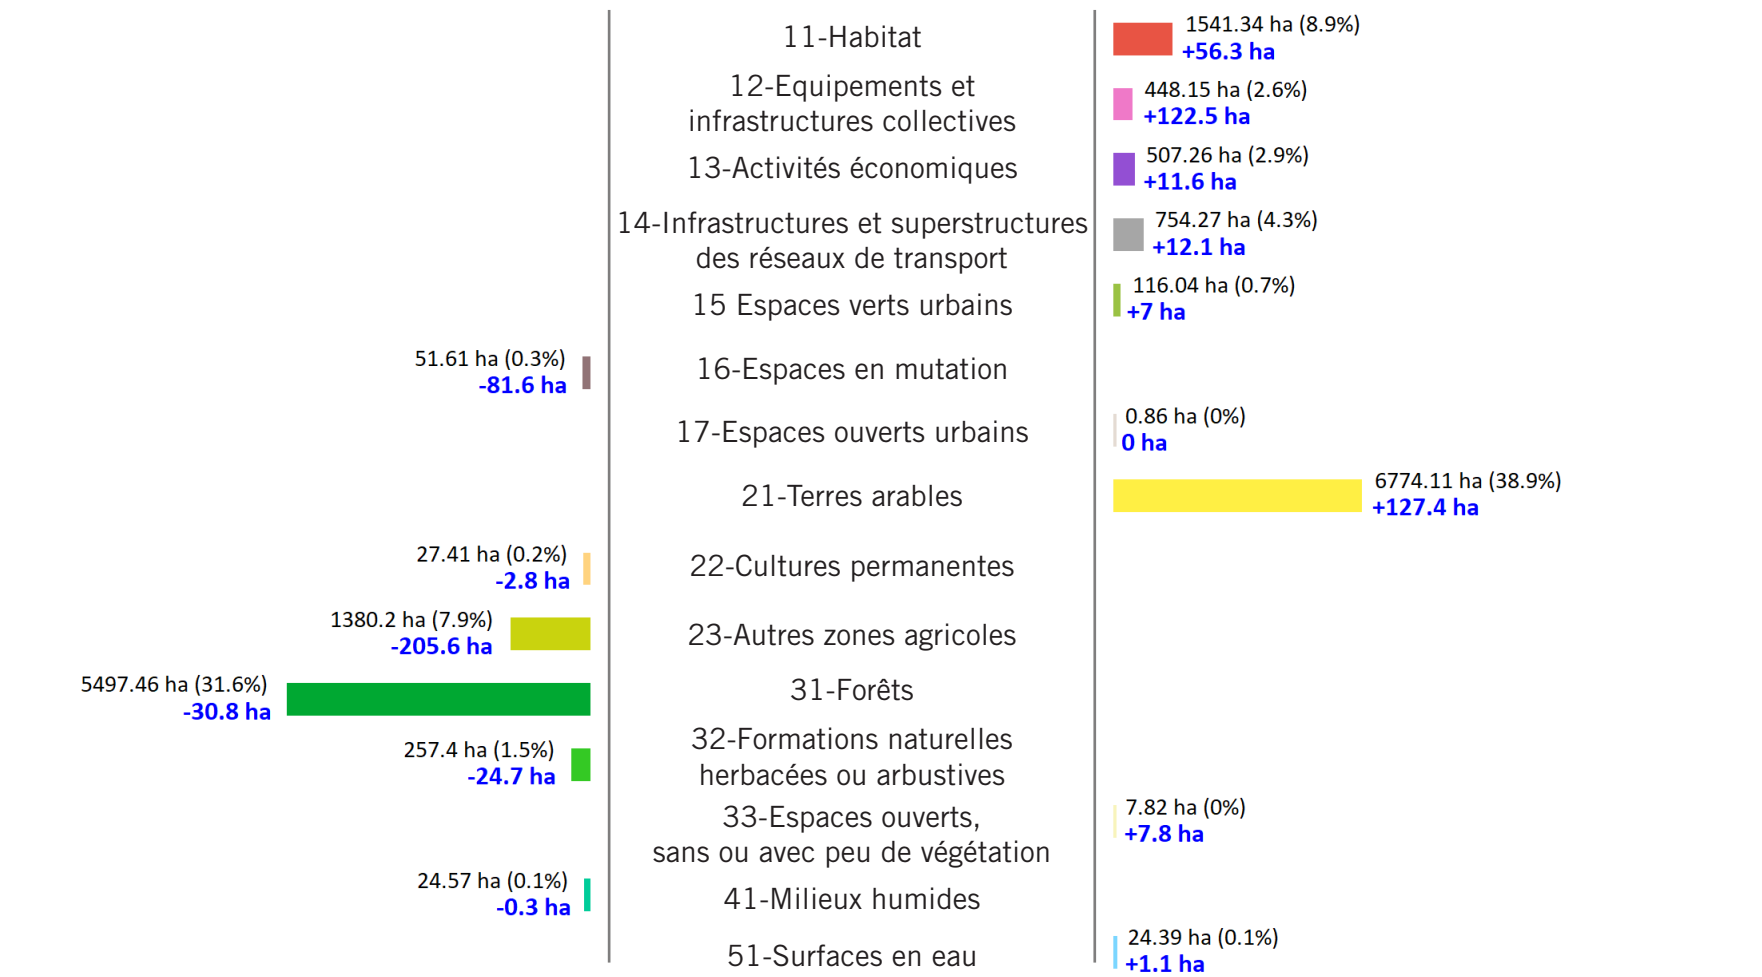 11-Habitat
1541.34 ha (8.9%)
+56.3 ha
12-Equipements et
infrastructures collectives
448.15 ha (2.6%)
+122.5 ha
13-Activités économiques
507.26 ha (2.9%)
+11.6 ha
14-Infrastructures et superstructures
des réseaux de transport
754.27 ha (4.3%)
+12.1 ha
15 Espaces verts urbains
116.04 ha (0.7%)
+7 ha
51.61 ha (0.3%)
-81.6 ha
16-Espaces en mutation
17-Espaces ouverts urbains
0.86 ha (0%)
0 ha
21-Terres arables
6774.11 ha (38.9%)
+127.4 ha
27.41 ha (0.2%)
-2.8 ha
22-Cultures permanentes
1380.2 ha (7.9%)
-205.6 ha
23-Autres zones agricoles
5497.46 ha (31.6%)
-30.8 ha
31-Forêts
257.4 ha (1.5%)
-24.7 ha
32-Formations naturelles
herbacées ou arbustives
33-Espaces ouverts,
sans ou avec peu de végétation
7.82 ha (0%)
+7.8 ha
24.57 ha (0.1%)
-0.3 ha
41-Milieux humides
51-Surfaces en eau
24.39 ha (0.1%)
+1.1 ha